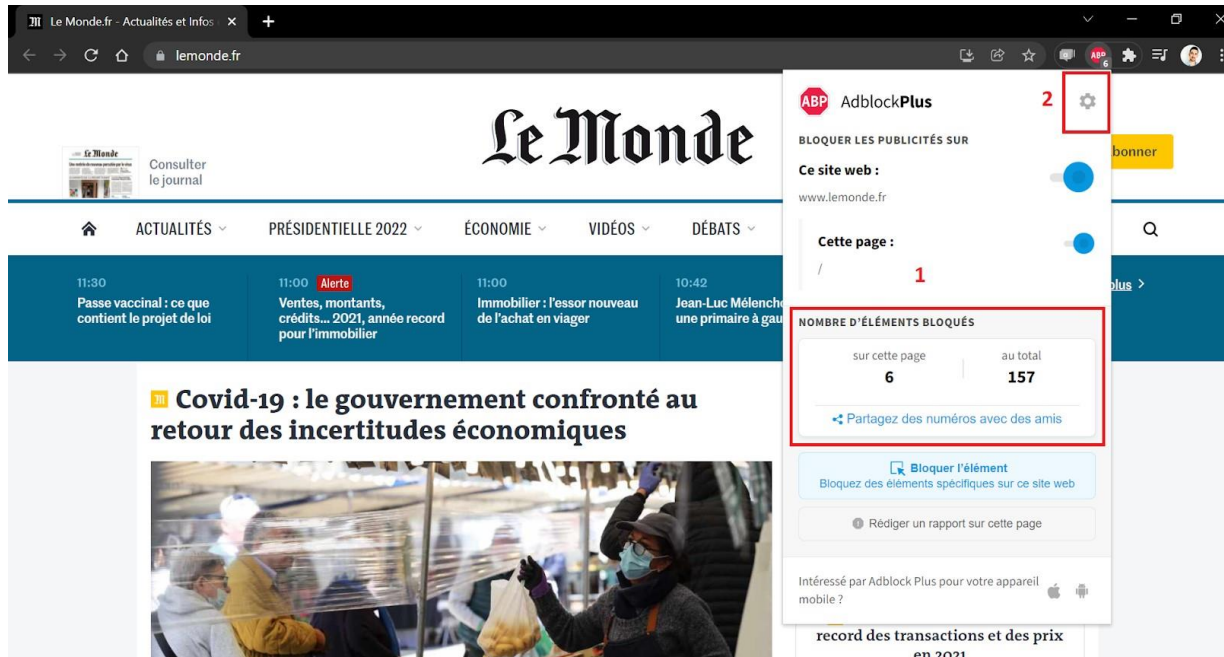 Le Monde.fr - Actualités et Infos
lemonde.fr
ABP
6
Consulter
le journal
Le Monde
bonner
ACTUALITÉS
PRÉSIDENTIELLE 2022
ÉCONOMIE
VIDÉOS
DÉBATS
11:30
Passe vaccinal : ce que
contient le projet de loi
11:00 Alerte
Ventes, montants,
crédits... 2021, année record
pour l'immobilier
11:00
Immobilier : l'essor nouveau
de l'achat en viager
10:42
Jean-Luc Mélench
une primaire à gau
plus >
Covid-19 : le gouvernement confronté au
retour des incertitudes économiques
ABP AdblockPlus
2
BLOQUER LES PUBLICITÉS SUR
Ce site web :
www.lemonde.fr
Cette page :
/
1
NOMBRE D'ÉLÉMENTS BLOQUÉS
sur cette page au total
6 157
Partagez des numéros avec des amis
Bloquer l'élément
Bloquez des éléments spécifiques sur ce site web
Rédiger un rapport sur cette page
Intéressé par Adblock Plus pour votre appareil
mobile ?
record des transactions et des prix
en 2021